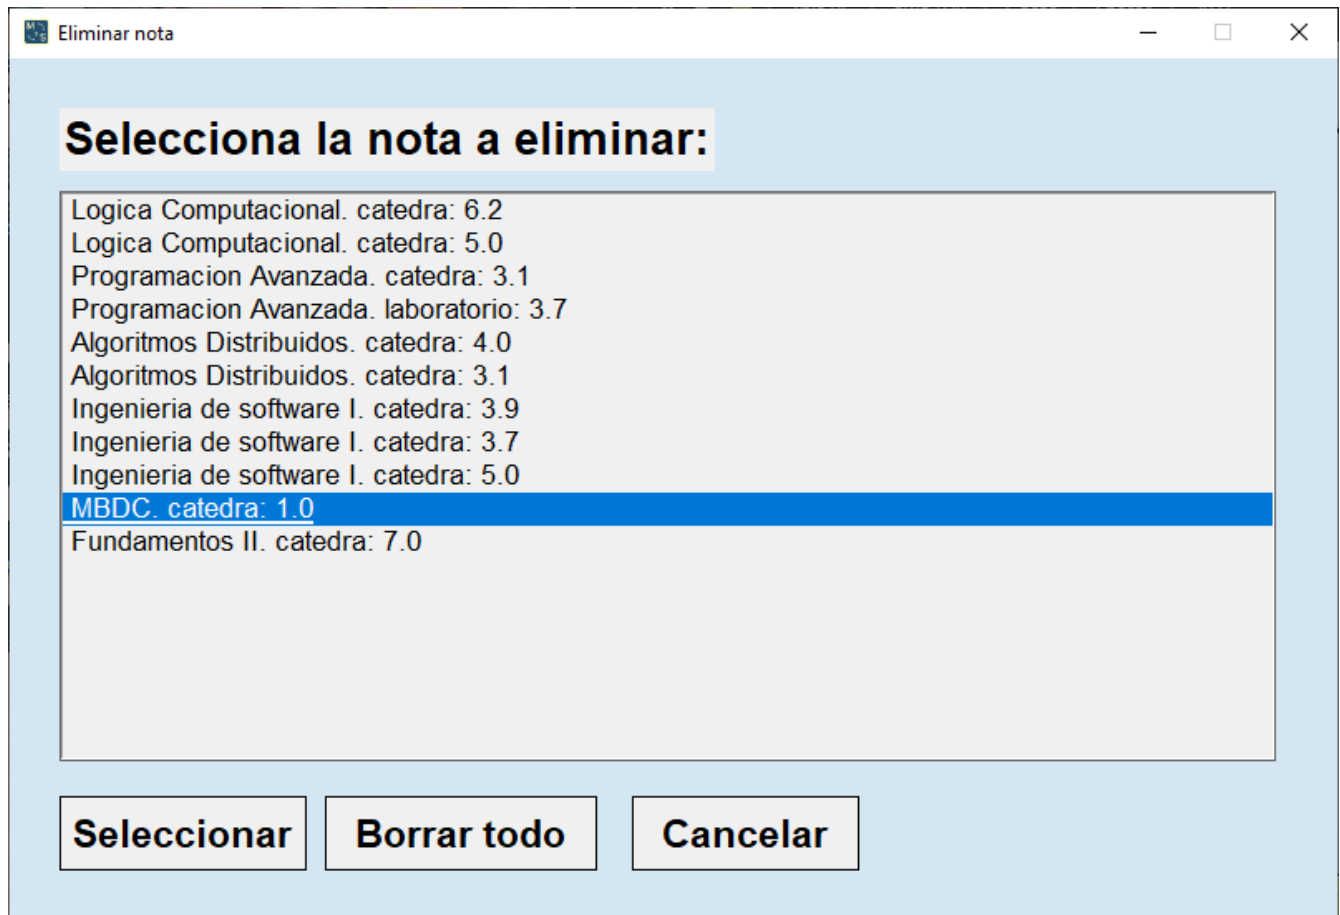 Eliminar nota
Selecciona la nota a eliminar:
Logica Computacional. catedra: 6.2
Logica Computacional. catedra: 5.0
Programacion Avanzada. catedra: 3.1
Programacion Avanzada. laboratorio: 3.7
Algoritmos Distribuidos. catedra: 4.0
Algoritmos Distribuidos. catedra: 3.1
Ingenieria de software I. catedra: 3.9
Ingenieria de software I. catedra: 3.7
Ingenieria de software I. catedra: 5.0
MBDC. catedra: 1.0
Fundamentos II. catedra: 7.0
Seleccionar Borrar todo Cancelar